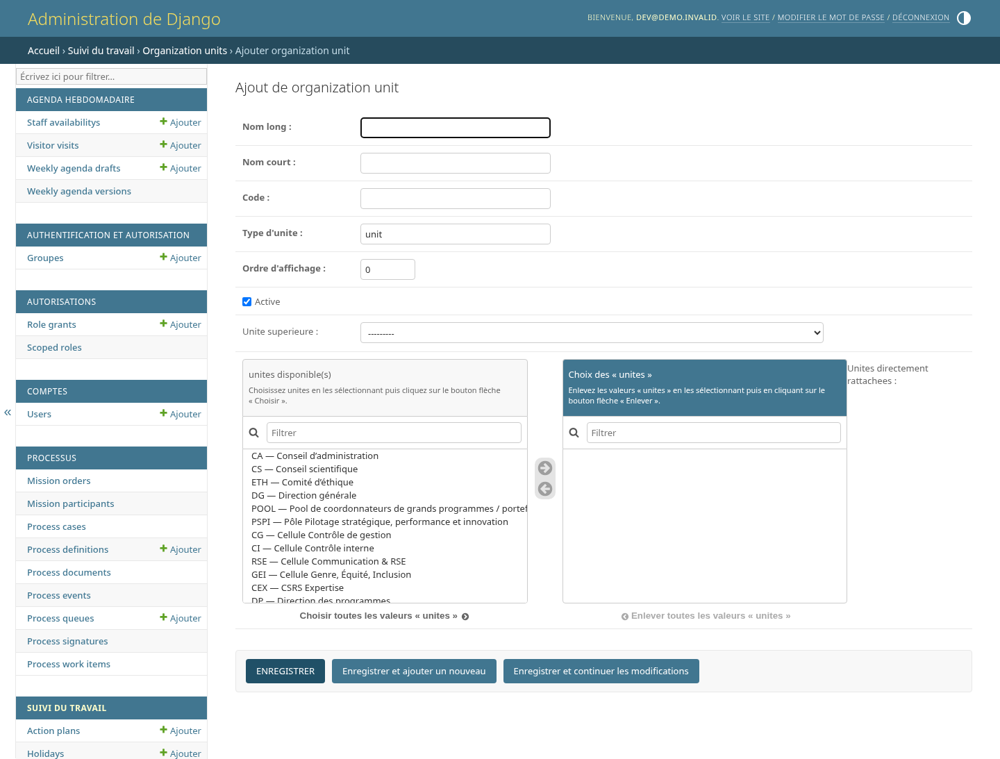 Administration de Django
BIENVENUE, DEV@DEMO.INVALID. VOIR LE SITE / MODIFIER LE MOT DE PASSE / DÉCONNEXION
Accueil › Suivi du travail › Organization units › Ajouter organization unit
Écrivez ici pour filtrer…
AGENDA HEBDOMADAIRE
Staff availabilitys Ajouter
Visitor visits Ajouter
Weekly agenda drafts Ajouter
Weekly agenda versions
AUTHENTIFICATION ET AUTORISATION
Groupes Ajouter
AUTORISATIONS
Role grants Ajouter
Scoped roles
COMPTES
Users Ajouter
PROCESSUS
Mission orders
Mission participants
Process cases
Process definitions Ajouter
Process documents
Process events
Process queues Ajouter
Process signatures
Process work items
SUIVI DU TRAVAIL
Action plans Ajouter
Holidays Ajouter
«
Ajout de organization unit
Nom long :
Nom court :
Code :
Type d'unite : unit
Ordre d'affichage : 0
Active
Unite superieure : ---------
unites disponible(s)
Choisissez unites en les sélectionnant puis cliquez sur le bouton flèche
« Choisir ».
Filtrer
CA — Conseil d’administration
CS — Conseil scientifique
ETH — Comité d’éthique
DG — Direction générale
POOL — Pool de coordonnateurs de grands programmes / portef
PSPI — Pôle Pilotage stratégique, performance et innovation
CG — Cellule Contrôle de gestion
CI — Cellule Contrôle interne
RSE — Cellule Communication & RSE
GEI — Cellule Genre, Équité, Inclusion
CEX — CSRS Expertise
DP — Direction des programmes
Choisir toutes les valeurs « unites »
Choix des « unites »
Enlevez les valeurs « unites » en les sélectionnant puis en cliquant sur le
bouton flèche « Enlever ».
Filtrer
Enlever toutes les valeurs « unites »
Unites directement
rattachees :
ENREGISTRER
Enregistrer et ajouter un nouveau
Enregistrer et continuer les modifications